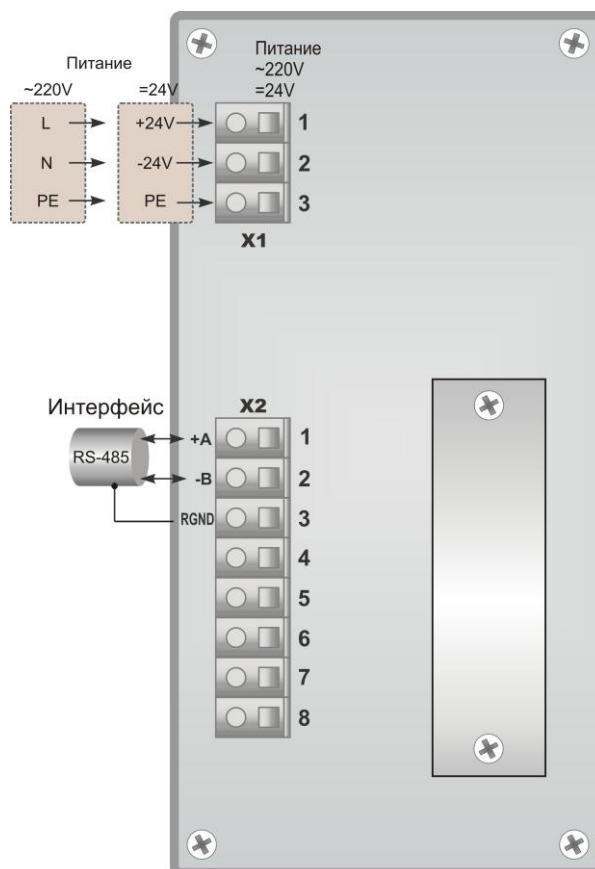 Питание
~220V
=24V
Питание
~220V
=24V
L
+24V
1
N
-24V
2
PE
PE
3
X1
X2
Интерфейс
RS-485
+A
1
-B
2
RGND
3
4
5
6
7
8